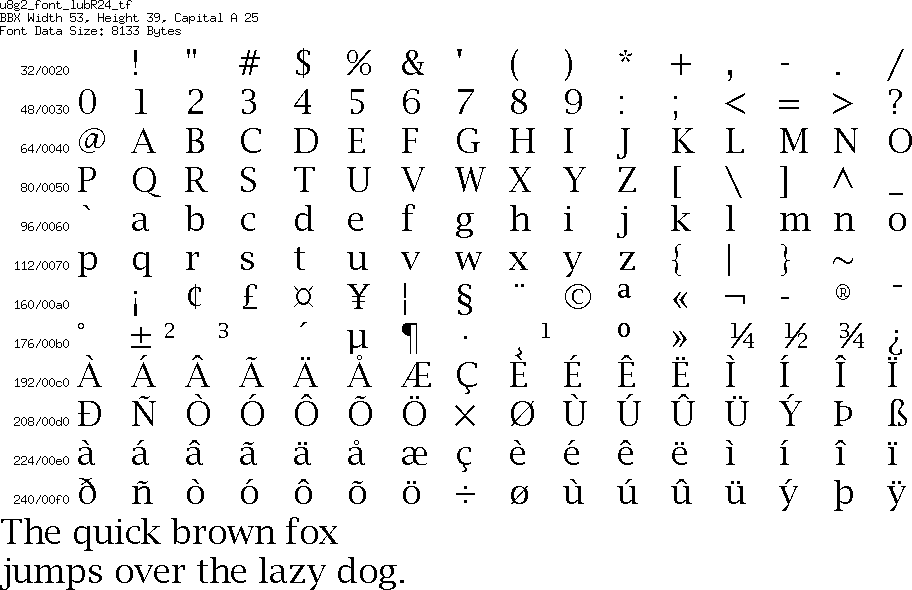 u8g2_font_lubR24_tf
BBX Width 53, Height 39, Capital A 25
Font Data Size: 8133 Bytes
32/0020 ! " # $ % & ' ( ) * + , - . /
48/0030 0 1 2 3 4 5 6 7 8 9 : ; < = > ?
64/0040 @ A B C D E F G H I J K L M N O
80/0050 P Q R S T U V W X Y Z [ \ ] ^ _
96/0060 ` a b c d e f g h i j k l m n o
112/0070 p q r s t u v w x y z { | } ~
160/00a0 ¡ ¢ £ ¤ ¥ ¦ § ¨ © ª « ¬ - ® ¯
176/00b0 ° ± ² ³ ´ µ ¶ · ¸ ¹ º » ¼ ½ ¾ ¿
192/00c0 À Á Â Ã Ä Å Æ Ç È É Ê Ë Ì Í Î Ï
208/00d0 Ð Ñ Ò Ó Ô Õ Ö × Ø Ù Ú Û Ü Ý Þ ß
224/00e0 à á â ã ä å æ ç è é ê ë ì í î ï
240/00f0 ð ñ ò ó ô õ ö ÷ ø ù ú û ü ý þ ÿ
The quick brown fox
jumps over the lazy dog.